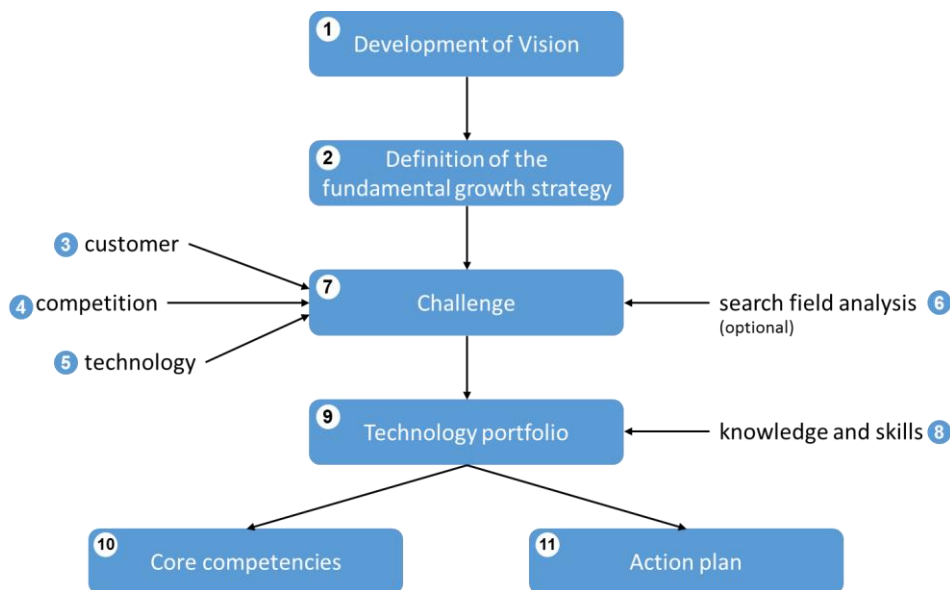 1
Development of Vision
2
Definition of the
fundamental growth strategy
3 customer
4 competition
5 technology
7
Challenge
search field analysis 6
(optional)
9
Technology portfolio
knowledge and skills 8
10
Core competencies
11
Action plan